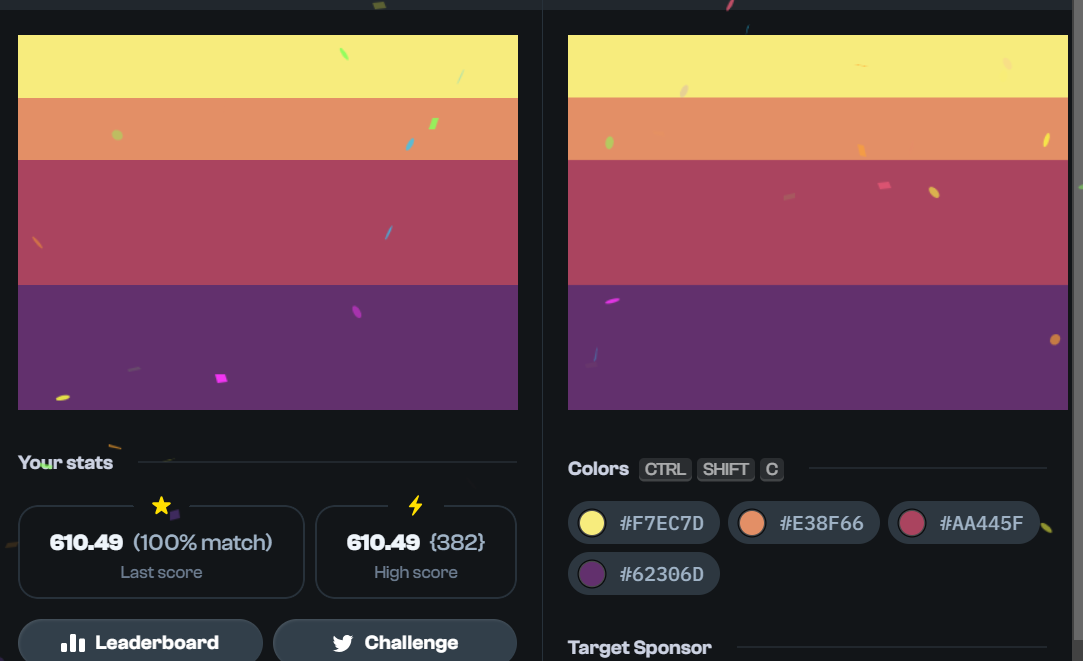 Your stats
610.49 (100% match)
Last score
610.49 {382}
High score
Leaderboard
Challenge
Colors CTRL SHIFT C
#F7EC7D
#E38F66
#AA445F
#62306D
Target Sponsor